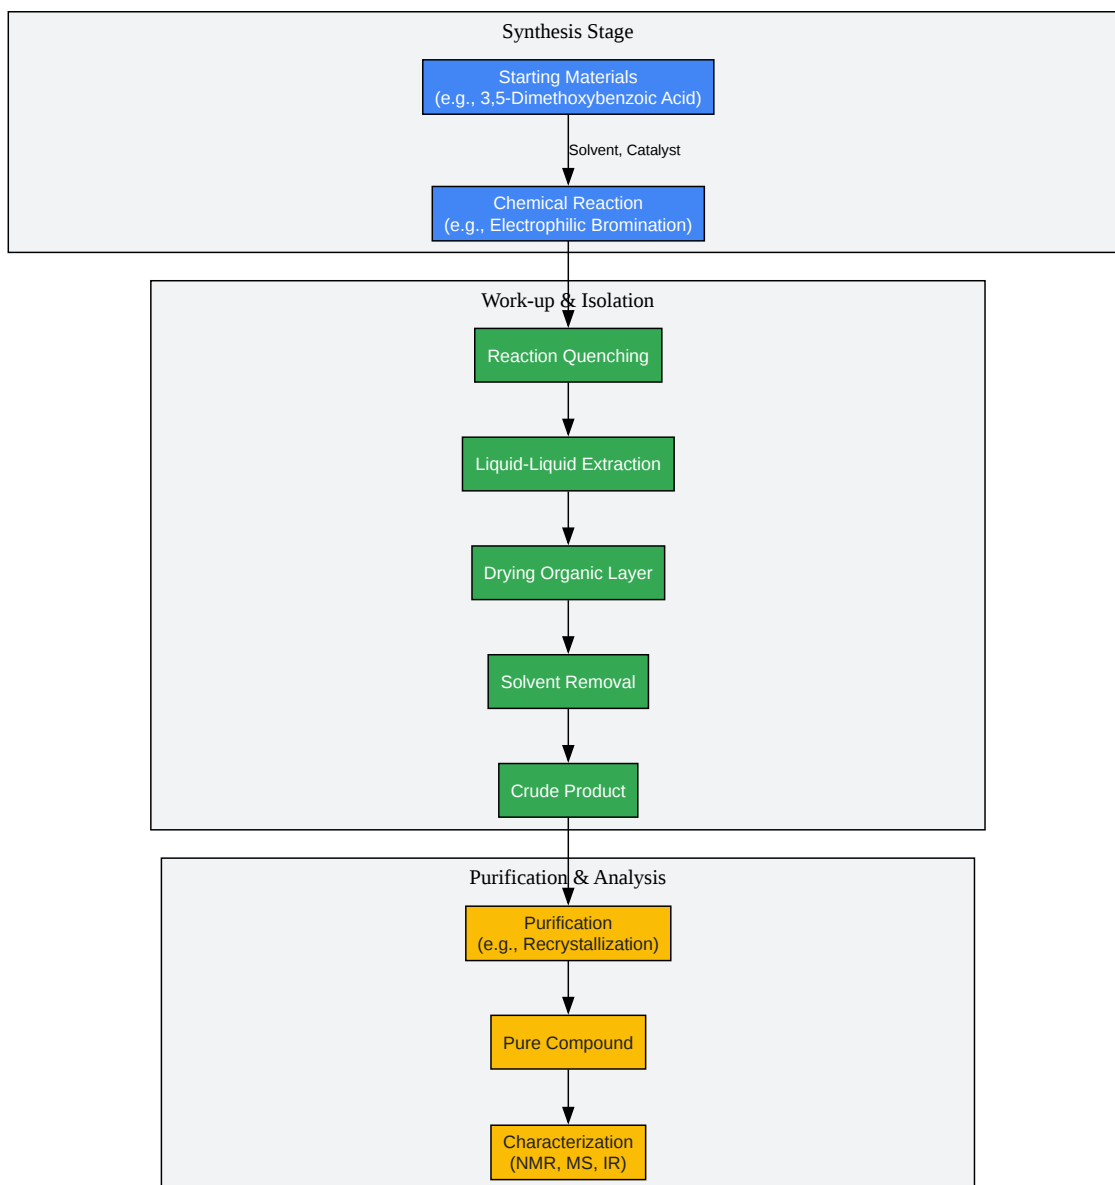 Synthesis Stage
Starting Materials
(e.g., 3,5-Dimethoxybenzoic Acid)
Solvent, Catalyst
Chemical Reaction
(e.g., Electrophilic Bromination)
Work-up & Isolation
Reaction Quenching
Liquid-Liquid Extraction
Drying Organic Layer
Solvent Removal
Crude Product
Purification & Analysis
Purification
(e.g., Recrystallization)
Pure Compound
Characterization
(NMR, MS, IR)